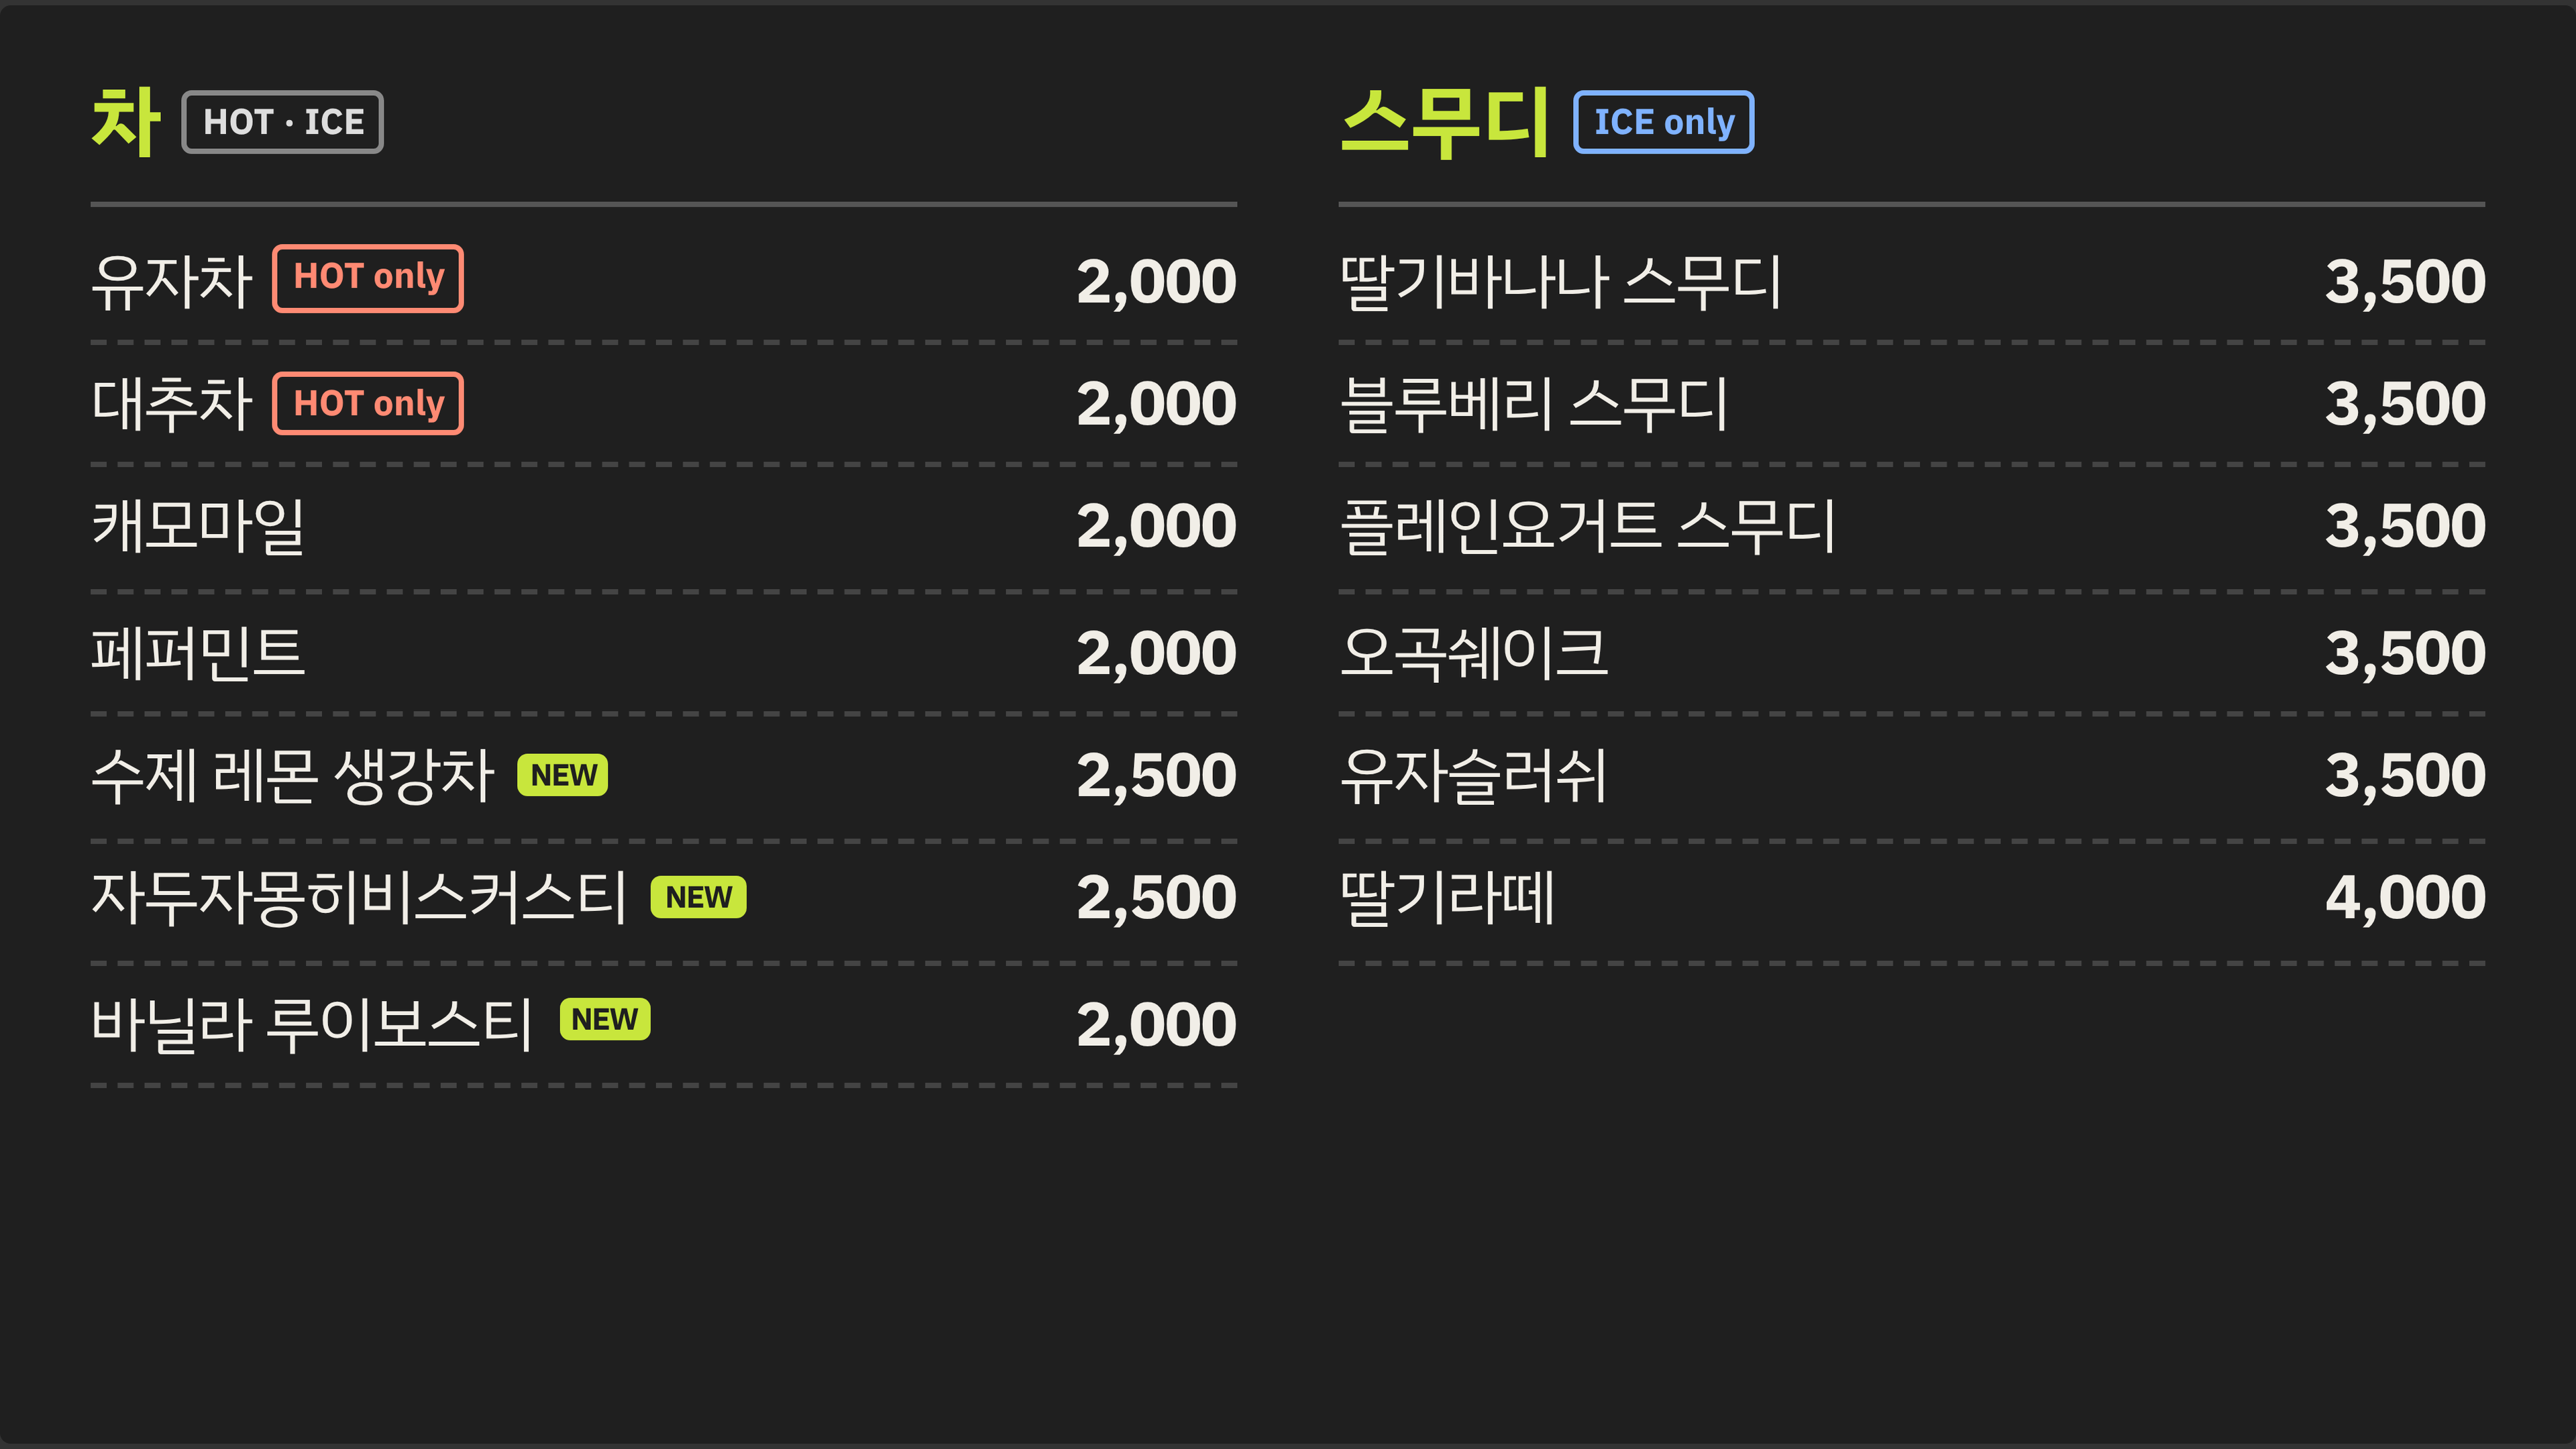 차 HOT · ICE
유자차 HOT only 2,000
대추차 HOT only 2,000
캐모마일 2,000
페퍼민트 2,000
수제 레몬 생강차 NEW 2,500
자두자몽히비스커스티 NEW 2,500
바닐라 루이보스티 NEW 2,000
스무디 ICE only
딸기바나나 스무디 3,500
블루베리 스무디 3,500
플레인요거트 스무디 3,500
오곡쉐이크 3,500
유자슬러쉬 3,500
딸기라떼 4,000